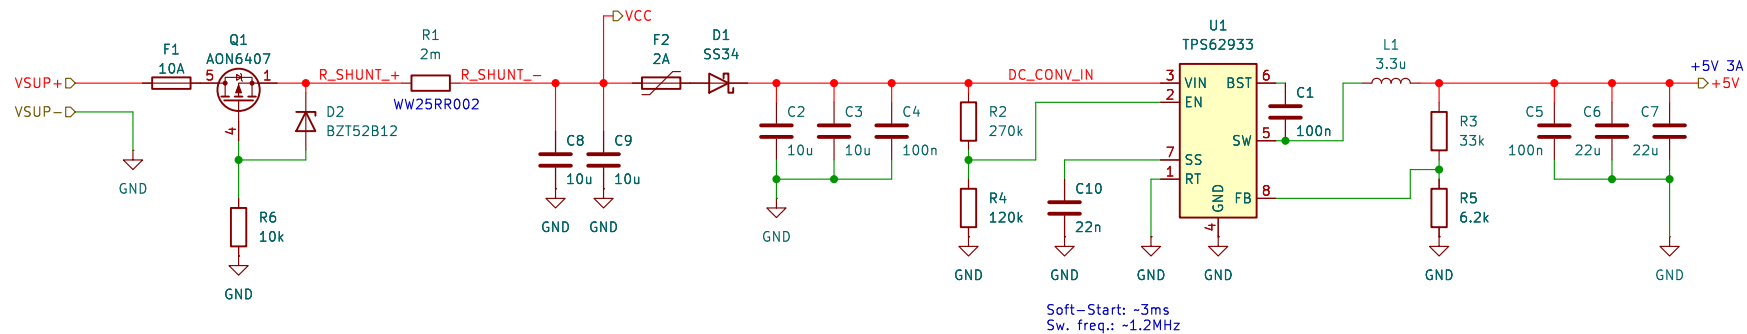 VSUP+
VSUP-
GND
F1
10A
Q1
AON6407
5
1
4
R_SHUNT_+
D2
BZT52B12
R6
10k
GND
R1
2m
WW25RR002
R_SHUNT_-
VCC
C8
10u
GND
C9
10u
GND
F2
2A
D1
SS34
C2
10u
C3
10u
C4
100n
GND
DC_CONV_IN
R2
270k
R4
120k
GND
C10
22n
GND
GND
U1
TPS62933
3
VIN
2
EN
7
SS
1
RT
BST
6
SW
5
FB
8
GND
4
GND
Soft-Start: ~3ms
Sw. freq.: ~1.2MHz
C1
100n
L1
3.3u
R3
33k
R5
6.2k
GND
C5
100n
C6
22u
C7
22u
GND
+5V 3A
+5V